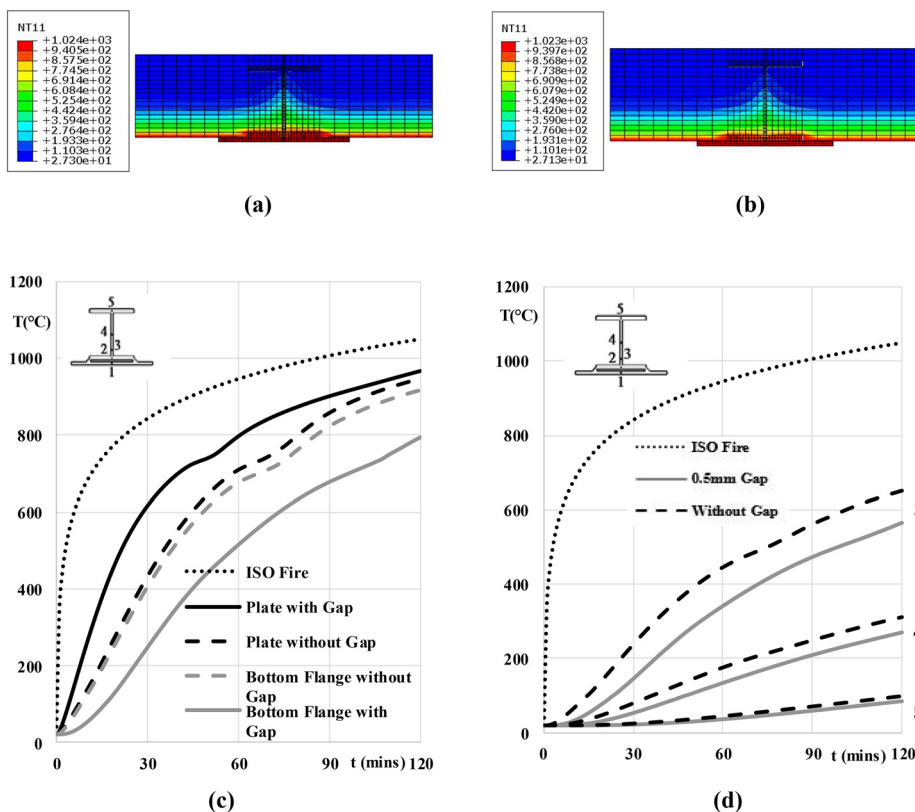 NT11
+1.024e+03
+9.405e+02
+8.575e+02
+7.745e+02
+6.914e+02
+6.084e+02
+5.254e+02
+4.424e+02
+3.594e+02
+2.764e+02
+1.933e+02
+1.103e+02
+2.730e+01
(a)
NT11
+1.023e+03
+9.397e+02
+8.568e+02
+7.738e+02
+6.909e+02
+6.079e+02
+5.249e+02
+4.420e+02
+3.590e+02
+2.760e+02
+1.931e+02
+1.101e+02
+2.713e+01
(b)
1200
T(°C)
1000
800
600
400
200
0
0 30 60 90 t (mins) 120
5
4
3
2
1
ISO Fire
Plate with Gap
Plate without Gap
Bottom Flange without
Gap
Bottom Flange with
Gap
(c)
1200
T(°C)
1000
800
600
400
200
0
0 30 60 90 t (mins) 120
5
4
3
2
1
ISO Fire
0.5mm Gap
Without Gap
(d)